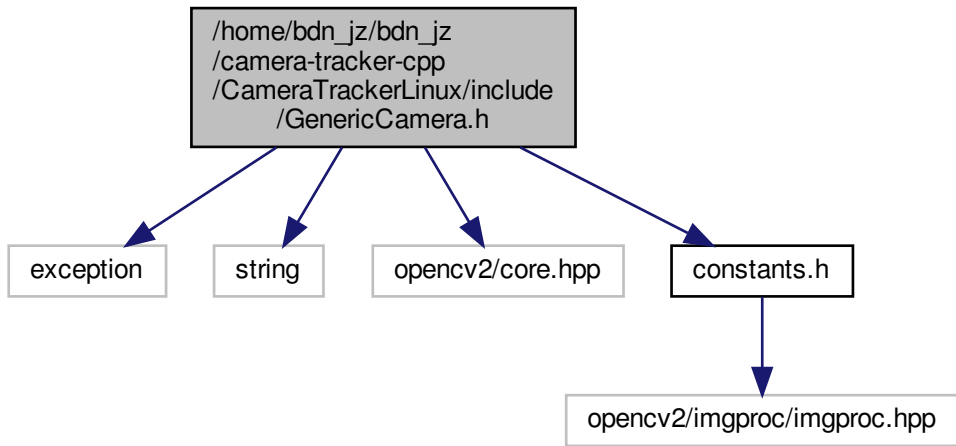 /home/bdn_jz/bdn_jz
/camera-tracker-cpp
/CameraTrackerLinux/include
/GenericCamera.h
exception
string
opencv2/core.hpp
constants.h
opencv2/imgproc/imgproc.hpp